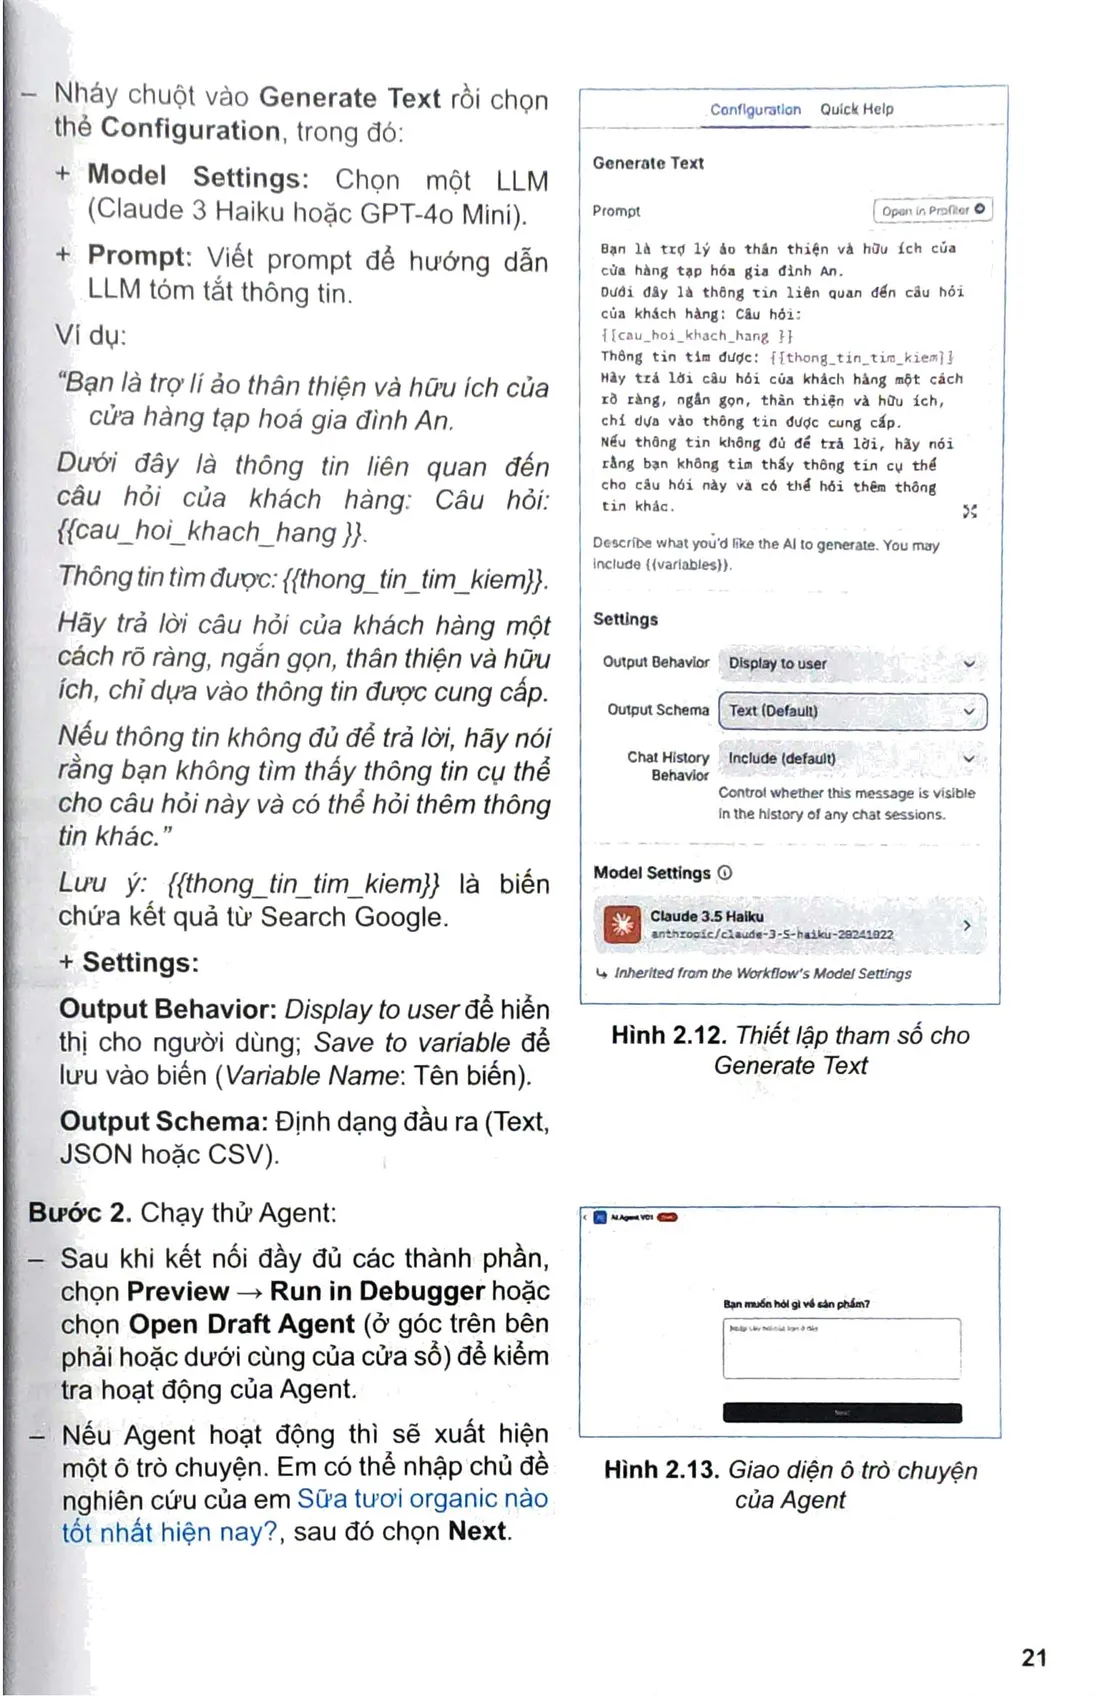 – Nháy chuột vào Generate Text rồi chọn
thẻ Configuration, trong đó:
+ Model Settings: Chọn một LLM
(Claude 3 Haiku hoặc GPT-4o Mini).
+ Prompt: Viết prompt để hướng dẫn
LLM tóm tắt thông tin.
Ví dụ:
“Bạn là trợ lí ảo thân thiện và hữu ích của
cửa hàng tạp hoá gia đình An.
Dưới đây là thông tin liên quan đến
câu hỏi của khách hàng: Câu hỏi:
{{cau_hoi_khach_hang }}.
Thông tin tìm được: {{thong_tin_tim_kiem}}.
Hãy trả lời câu hỏi của khách hàng một
cách rõ ràng, ngắn gọn, thân thiện và hữu
ích, chỉ dựa vào thông tin được cung cấp.
Nếu thông tin không đủ để trả lời, hãy nói
rằng bạn không tìm thấy thông tin cụ thể
cho câu hỏi này và có thể hỏi thêm thông
tin khác.”
Lưu ý: {{thong_tin_tim_kiem}} là biến
chứa kết quả từ Search Google.
+ Settings:
Output Behavior: Display to user để hiển
thị cho người dùng; Save to variable để
lưu vào biến (Variable Name: Tên biến).
Output Schema: Định dạng đầu ra (Text,
JSON hoặc CSV).
Bước 2. Chạy thử Agent:
– Sau khi kết nối đầy đủ các thành phần,
chọn Preview → Run in Debugger hoặc
chọn Open Draft Agent (ở góc trên bên
phải hoặc dưới cùng của cửa sổ) để kiểm
tra hoạt động của Agent.
– Nếu Agent hoạt động thì sẽ xuất hiện
một ô trò chuyện. Em có thể nhập chủ đề
nghiên cứu của em Sữa tươi organic nào
tốt nhất hiện nay?, sau đó chọn Next.
Configuration Quick Help
Generate Text
Prompt
Open in Profiler
Bạn là trợ lý ảo thân thiện và hữu ích của
cửa hàng tạp hóa gia đình An.
Dưới đây là thông tin liên quan đến câu hỏi
của khách hàng: Câu hỏi:
{{cau_hoi_khach_hang }}
Thông tin tìm được: {{thong_tin_tim_kiem}}
Hãy trả lời câu hỏi của khách hàng một cách
rõ ràng, ngắn gọn, thân thiện và hữu ích,
chỉ dựa vào thông tin được cung cấp.
Nếu thông tin không đủ để trả lời, hãy nói
rằng bạn không tìm thấy thông tin cụ thể
cho câu hỏi này và có thể hỏi thêm thông
tin khác.
Describe what you'd like the AI to generate. You may
include {{variables}}.
Settings
Output Behavior Display to user
Output Schema Text (Default)
Chat History Include (default)
Behavior
Control whether this message is visible
in the history of any chat sessions.
Model Settings
Claude 3.5 Haiku
anthropic/claude-3-5-haiku-20241022
↳ Inherited from the Workflow's Model Settings
Hình 2.12. Thiết lập tham số cho
Generate Text
AI Agent V01
Bạn muốn hỏi gì về sản phẩm?
Hình 2.13. Giao diện ô trò chuyện
của Agent
21